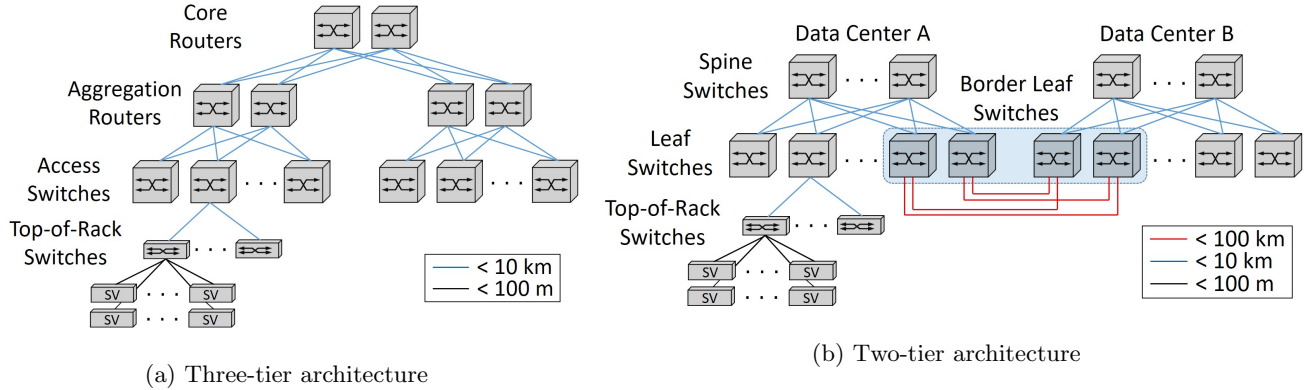 Core
Routers
Aggregation
Routers
Access
Switches
Top-of-Rack
Switches
SV
· · ·
SV
SV
· · ·
SV
< 10 km
< 100 m
(a) Three-tier architecture
Data Center A
Data Center B
Spine
Switches
Border Leaf
Switches
Leaf
Switches
Top-of-Rack
Switches
SV
· · ·
SV
SV
· · ·
SV
< 100 km
< 10 km
< 100 m
(b) Two-tier architecture